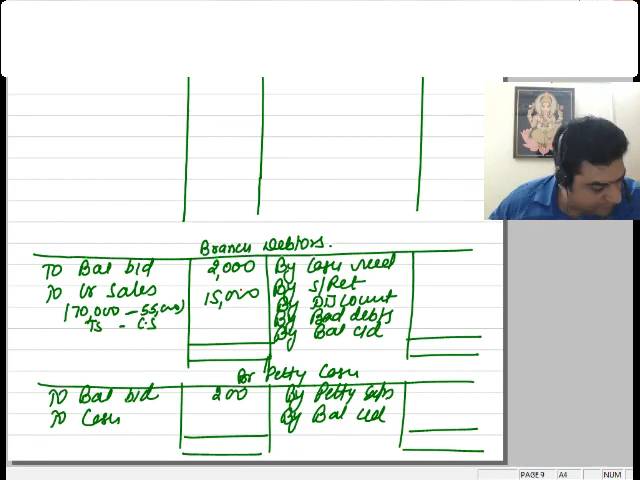 Branch Debtors.
To Bal b/d 2,000 By Cash recd
To Cr Sales 15,000 By S/Ret
(70,000 - 55,000) By Discount
TS - CS By Bad debts
By Bal c/d
Br Petty Cash
To Bal b/d 200 By Petty Exps
To Cash By Bal c/d
PAGE 9 A4 NUM